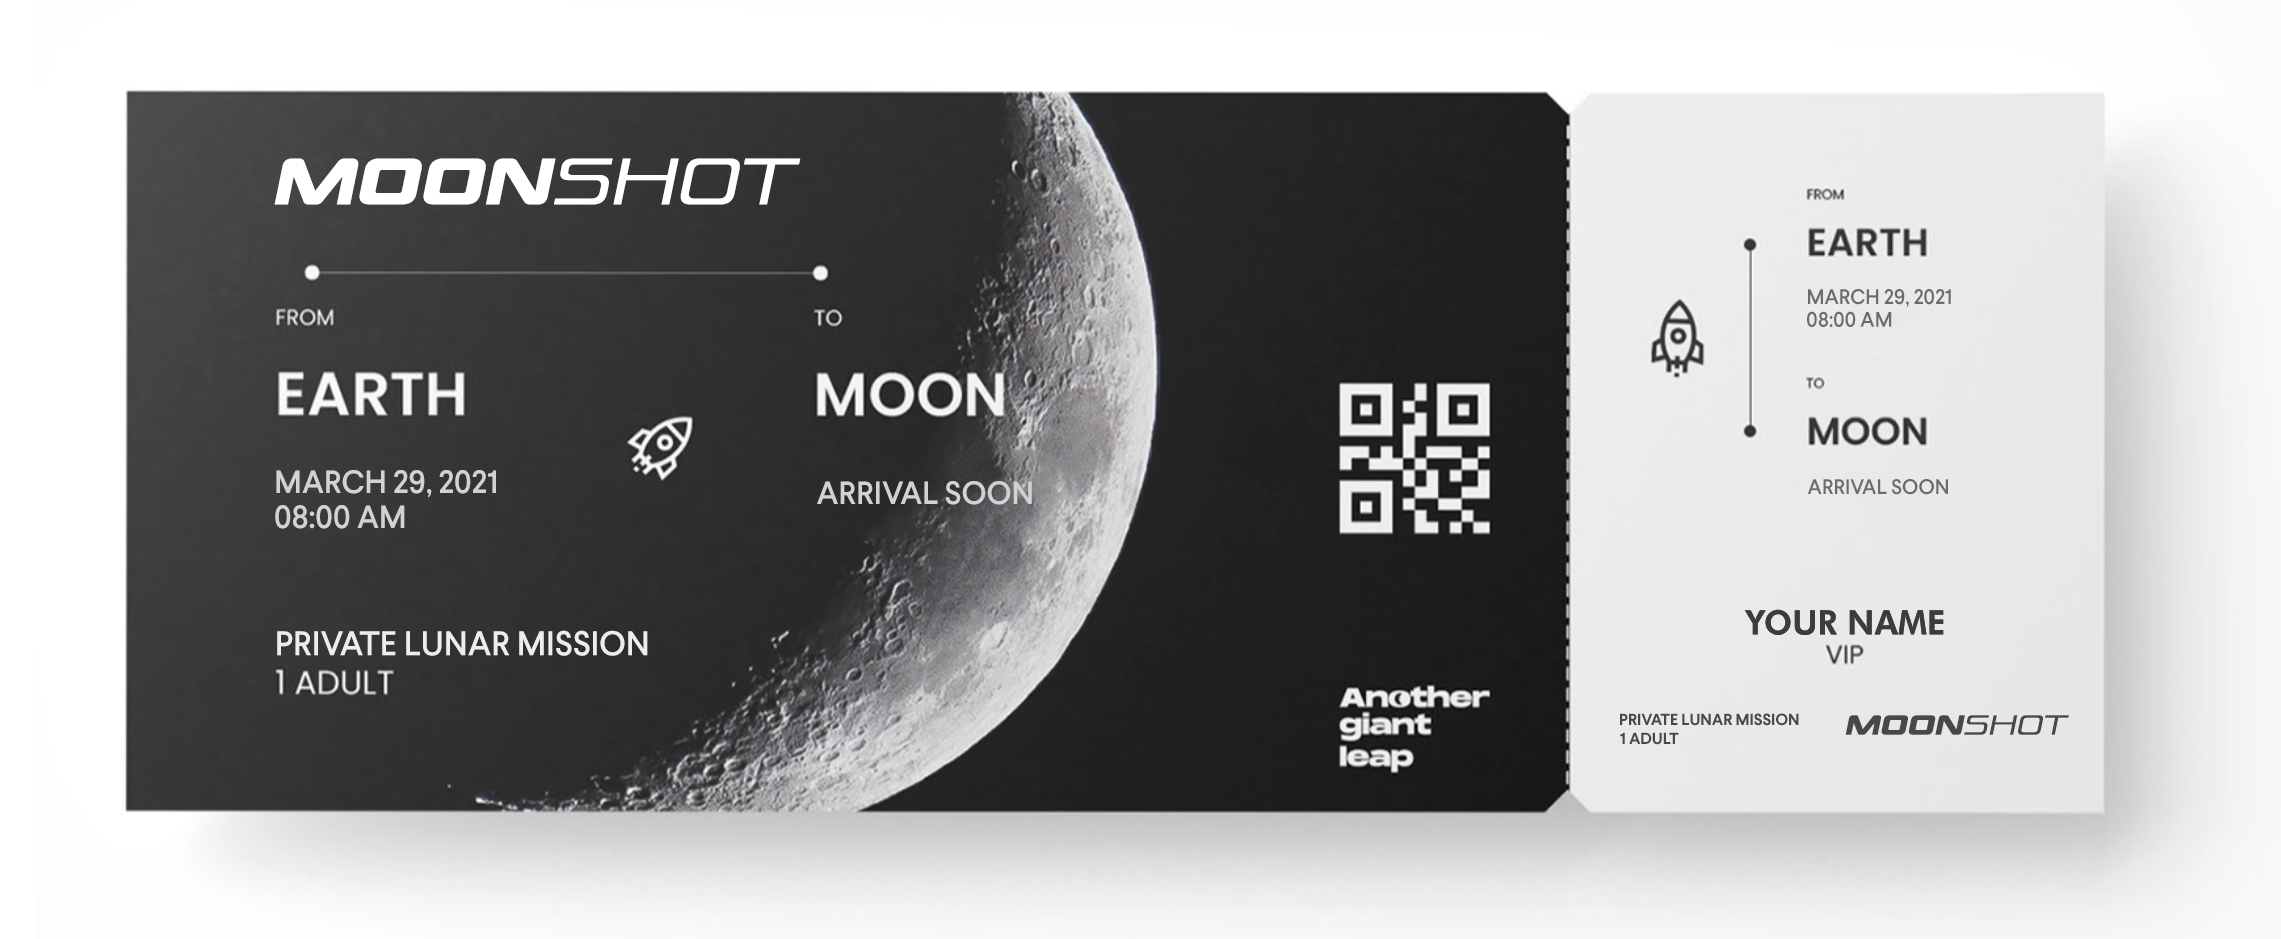 MOONSHOT
FROM
TO
EARTH
MOON
MARCH 29, 2021
08:00 AM
ARRIVAL SOON
PRIVATE LUNAR MISSION
1 ADULT
Another
giant
leap
FROM
EARTH
MARCH 29, 2021
08:00 AM
TO
MOON
ARRIVAL SOON
YOUR NAME
VIP
PRIVATE LUNAR MISSION
1 ADULT
MOONSHOT